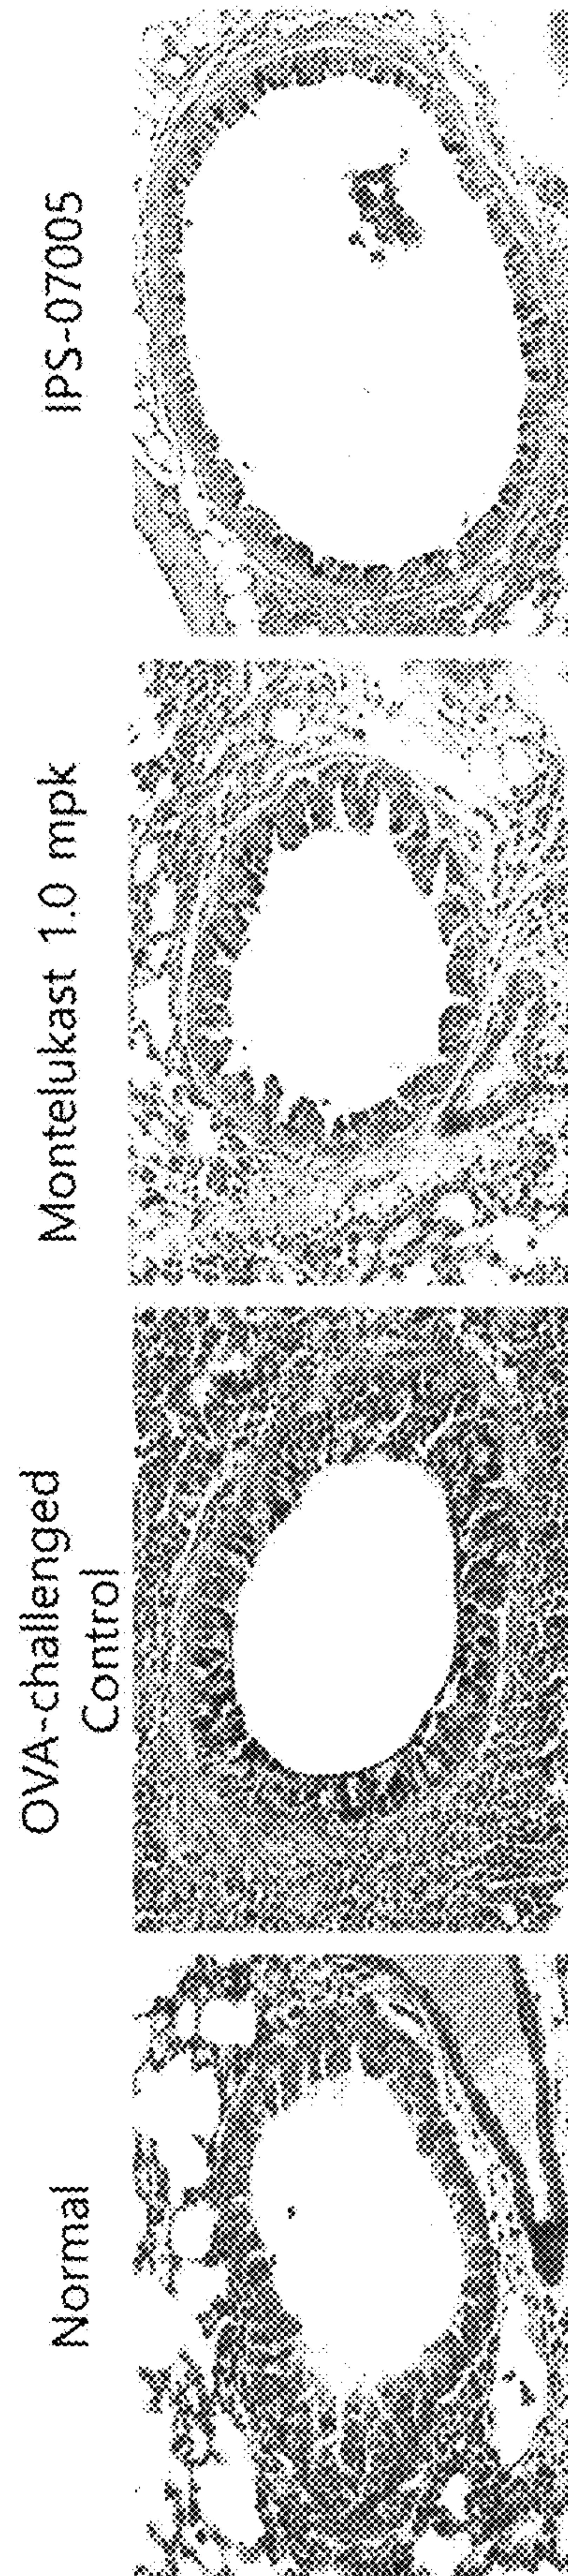 Normal
OVA-challenged
Control
Montelukast 1.0 mpk
IPS-07005